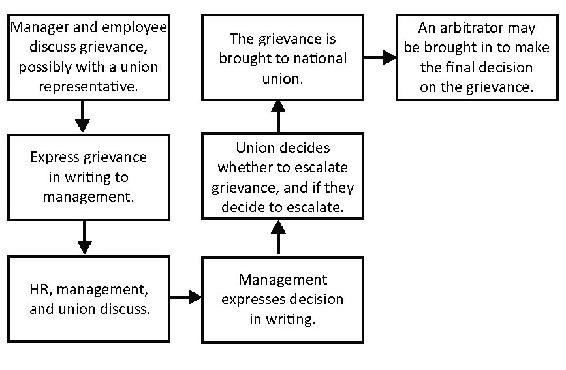 Manager and employee
discuss grievance,
possibly with a union
representative.
Express grievance
in writing to
management.
HR, management,
and union discuss.
Management
expresses decision
in writing.
Union decides
whether to escalate
grievance, and if they
decide to escalate.
The grievance is
brought to national
union.
An arbitrator may
be brought in to make
the final decision
on the grievance.